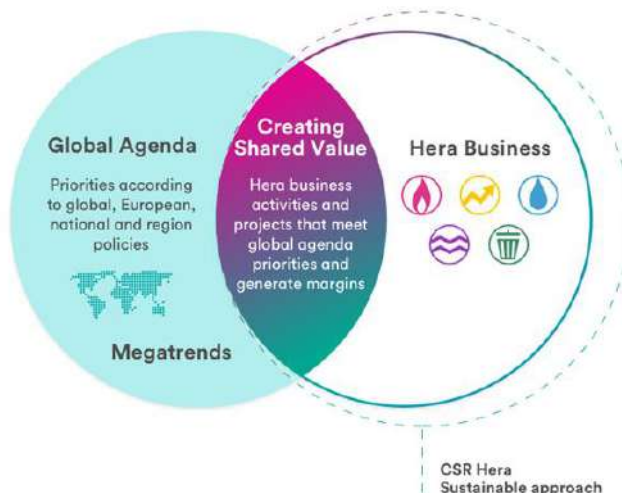 Global Agenda
Priorities according
to global, European,
national and region
policies
Megatrends
Creating
Shared Value
Hera business
activities and
projects that meet
global agenda
priorities and
generate margins
Hera Business
CSR Hera
Sustainable approach